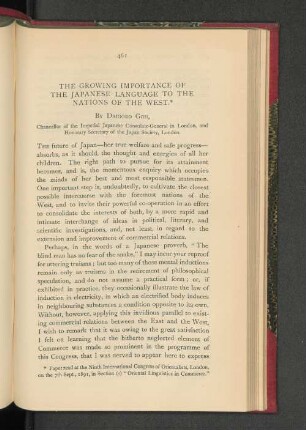 461
THE GROWING IMPORTANCE OF
THE JAPANESE LANGUAGE TO THE
NATIONS OF THE WEST.*
By Daigoro Goh,
Chancellor of the Imperial Japanese Consulate-General in London, and
Honorary Secretary of the Japan Society, London.
The future of Japan—her true welfare and safe progress—
absorbs, as it should, the thought and energies of all her
children. The right path to pursue for its attainment
becomes, and is, the momentous enquiry which occupies
the minds of her best and most responsible statesmen.
One important step is, undoubtedly, to cultivate the closest
possible intercourse with the foremost nations of the
West, and to invite their powerful co-operation in an effort
to consolidate the interests of both, by a more rapid and
intimate interchange of ideas in political, literary, and
scientific investigations, and, not least, in regard to the
extension and improvement of commercial relations.
Perhaps, in the words of a Japanese proverb, "The
blind man has no fear of the snake," I may incur your reproof
for uttering truisms; but too many of these mental inductions
remain only as truisms in the retirement of philosophical
speculation, and do not assume a practical form; or, if
exhibited in practice, they occasionally illustrate the law of
induction in electricity, in which an electrified body induces
in neighbouring substances a condition opposite to its own.
Without, however, applying this invidious parallel to exist-
ing commercial relations between the East and the West,
I wish to remark that it was owing to the great satisfaction
I felt on learning that the hitherto neglected element of
Commerce was made so prominent in the programme of
this Congress, that I was served to appear here to express
* Paper read at the Ninth International Congress of Orientalists, London,
on the 7th Sept., 1891, in Section (c) "Oriental Linguistics in Commerce."